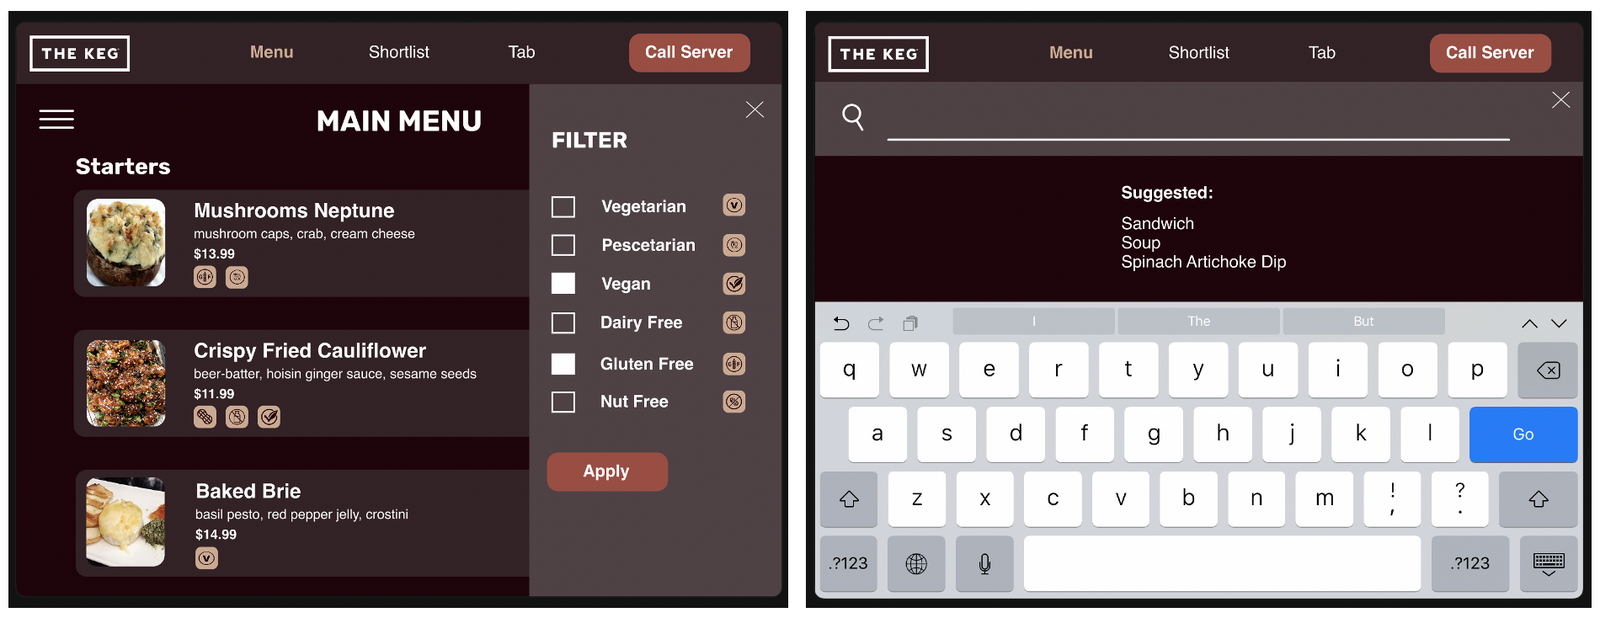 THE KEG
Menu
Shortlist
Tab
Call Server
MAIN MENU
Starters
Mushrooms Neptune
mushroom caps, crab, cream cheese
$13.99
GF
Crispy Fried Cauliflower
beer-batter, hoisin ginger sauce, sesame seeds
$11.99
Baked Brie
basil pesto, red pepper jelly, crostini
$14.99
V
FILTER
Vegetarian
V
Pescetarian
Vegan
Dairy Free
Gluten Free
GF
Nut Free
Apply
THE KEG
Menu
Shortlist
Tab
Call Server
Suggested:
Sandwich
Soup
Spinach Artichoke Dip
I The But
q w e r t y u i o p
a s d f g h j k l Go
z x c v b n m ! , ? .
.?123 .?123